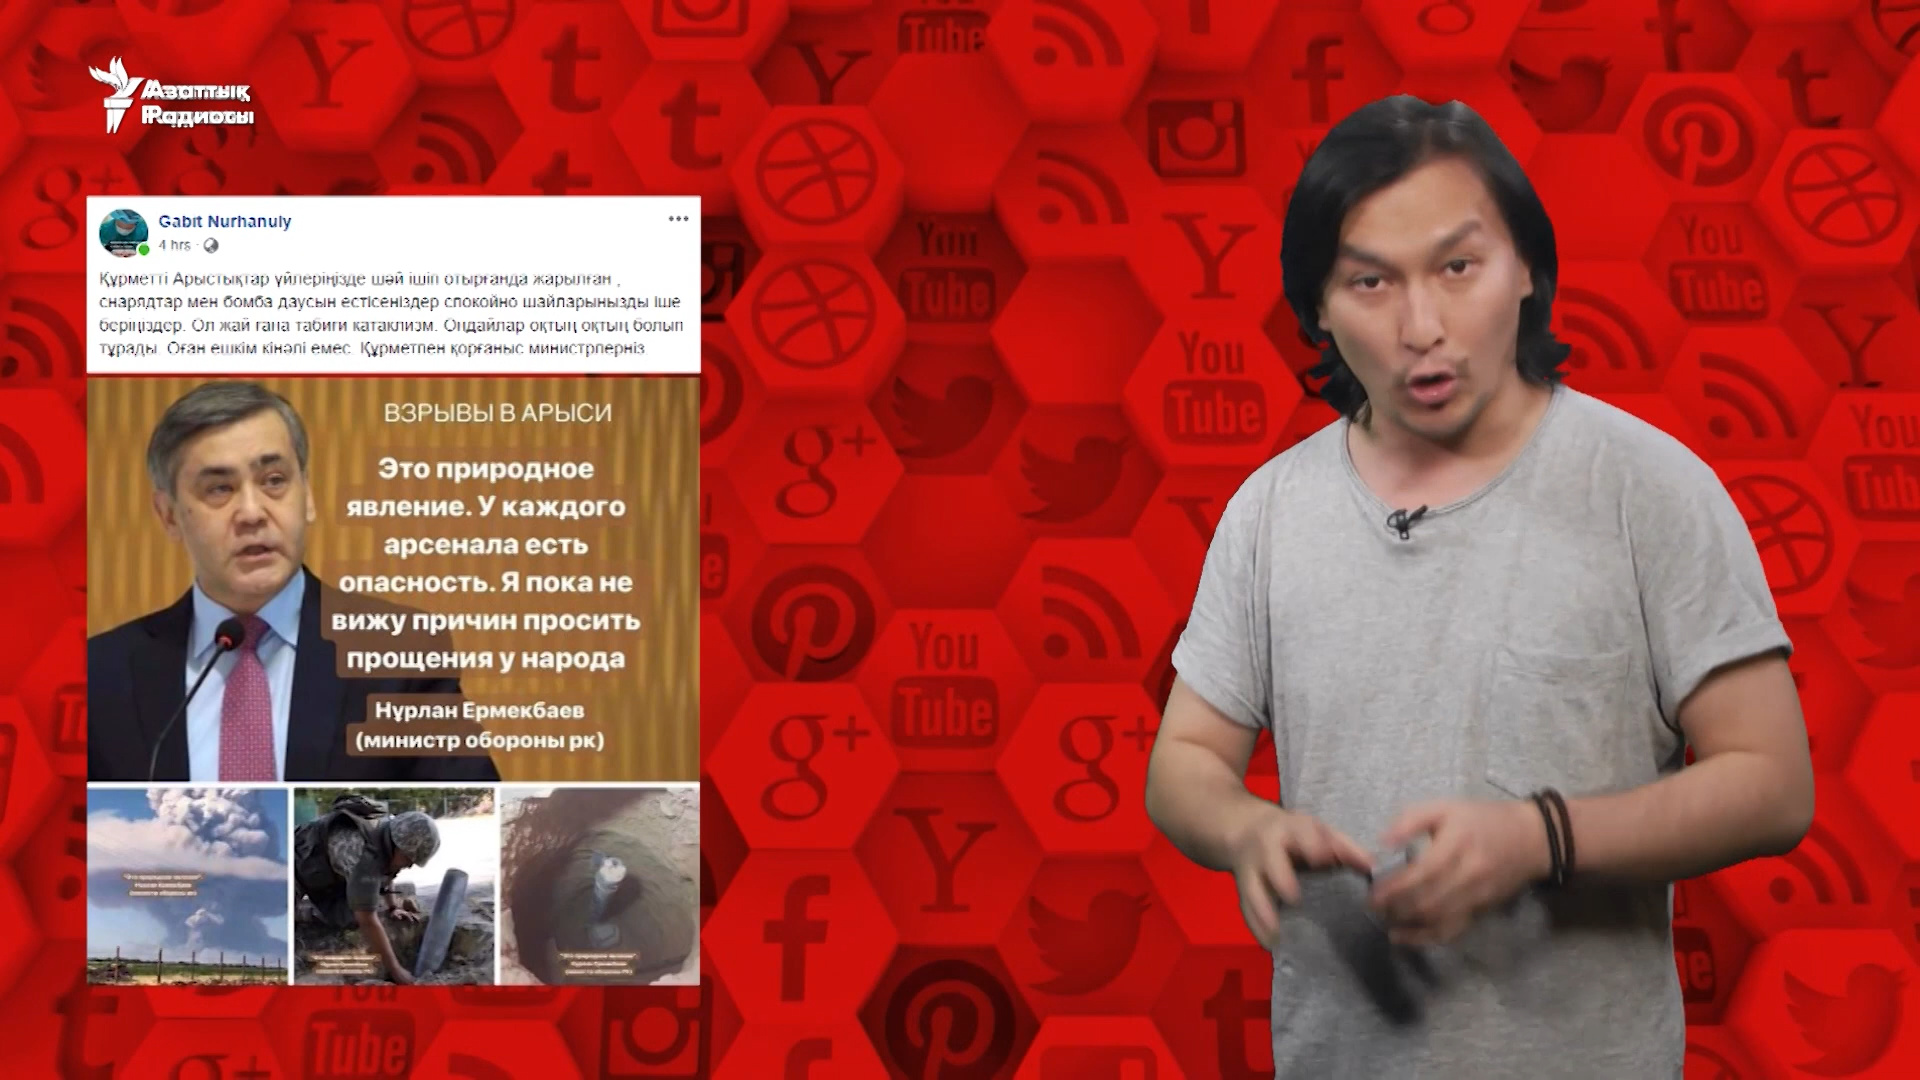 Азаттық
Радиосы
Gabit Nurhanuly
4 hrs ·
Құрметті Арыстықтар үйлеріңізде шәй ішіп отырғанда жарылған ,
снарядтар мен бомба даусын естісеніздер спокойно шайларынызды іше
беріңіздер. Ол жай ғана табиғи катаклизм. Ондайлар оқтың оқтың болып
тұрады. Оған ешкім кінәлі емес. Құрметпен қорғаныс министрлерніз
ВЗРЫВЫ В АРЫСИ
Это природное
явление. У каждого
арсенала есть
опасность. Я пока не
вижу причин просить
прощения у народа
Нұрлан Ермекбаев
(министр обороны рк)